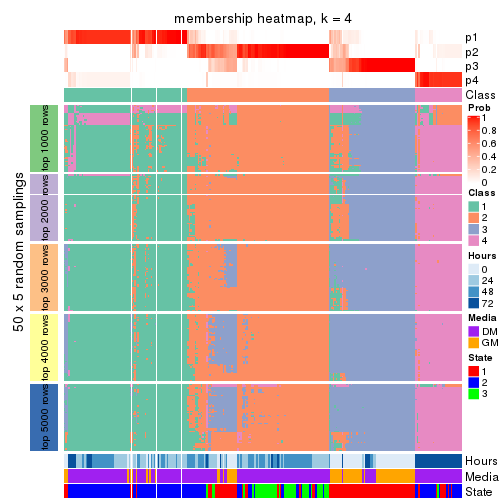 membership heatmap, k = 4
p1
p2
p3
p4
Class
Prob
1
0.8
0.6
0.4
0.2
0
Class
1
2
3
4
Hours
0
24
48
72
Media
DM
GM
State
1
2
3
50 x 5 random samplings
top 1000 rows
top 2000 rows
top 3000 rows
top 4000 rows
top 5000 rows
Hours
Media
State